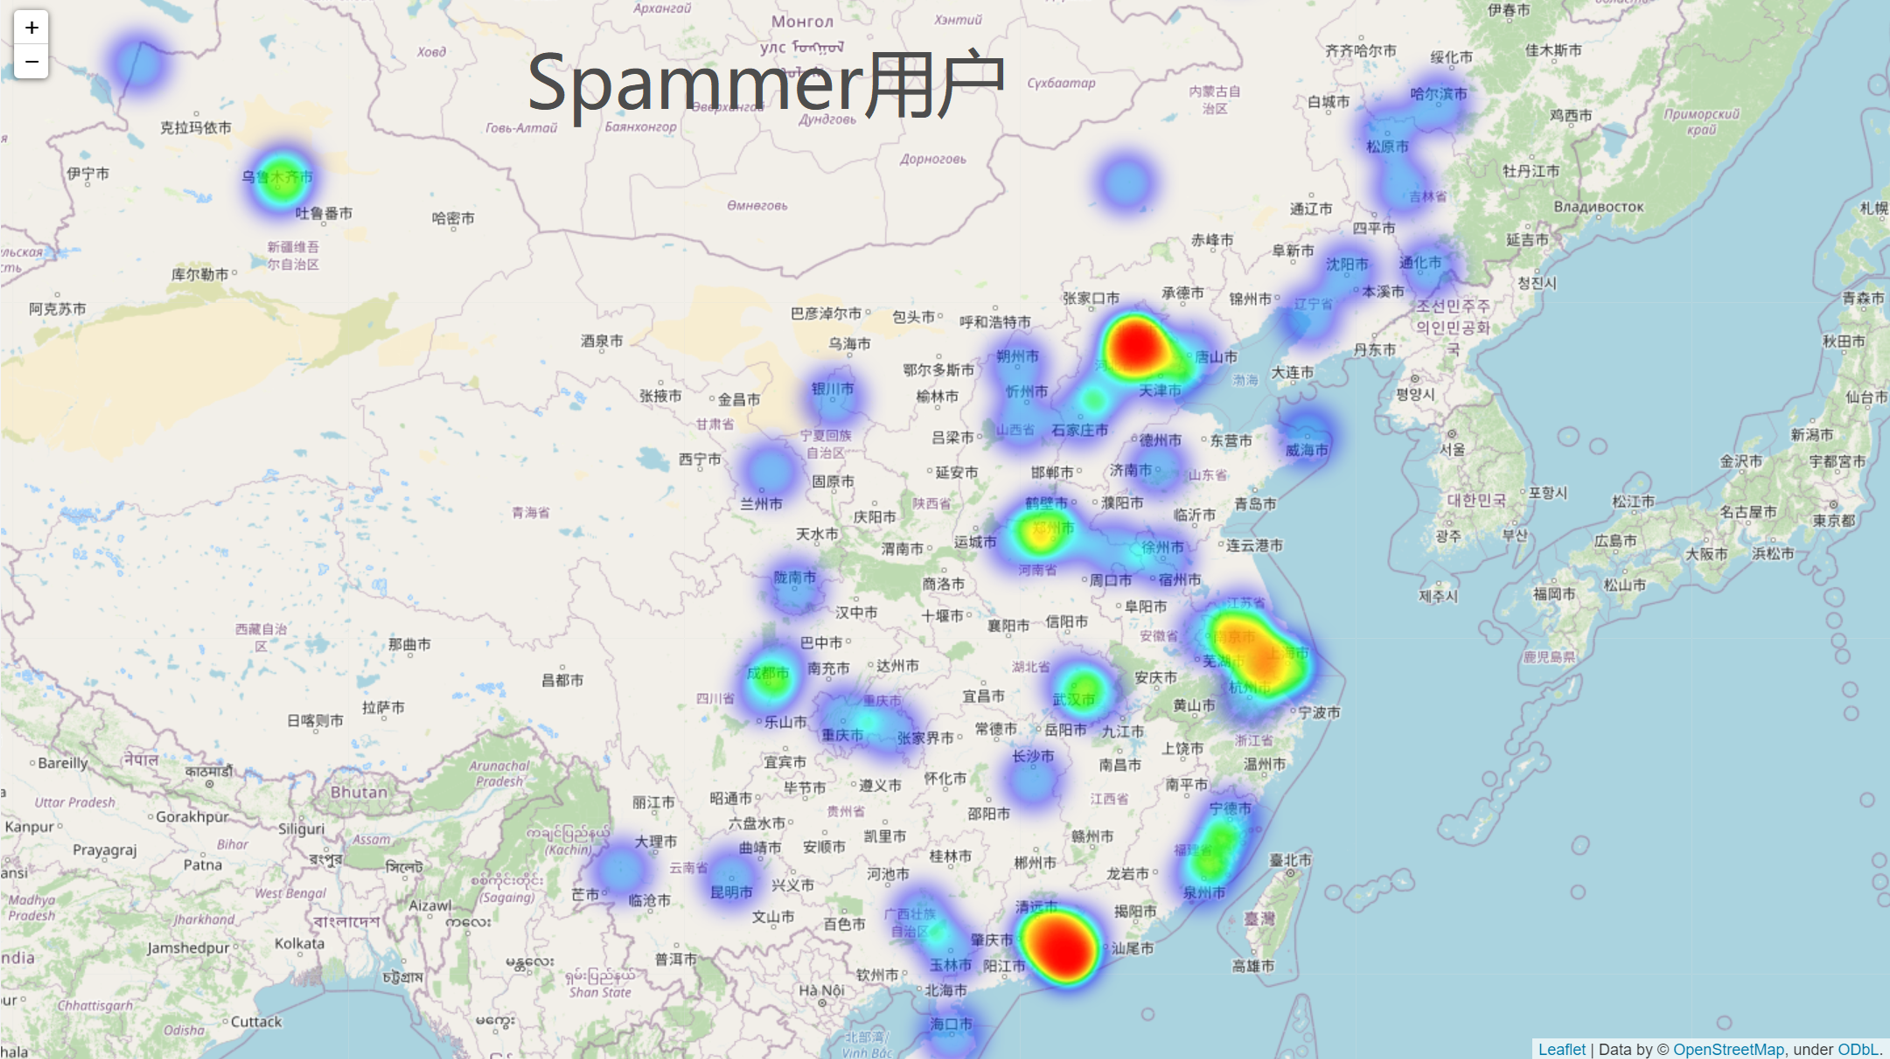 +
−
Spammer用户
Архангай
Монгол
улс
Хэнтий
Ховд
Сүхбаатар
Өвөрхангай
Говь-Алтай
Баянхонгор
Дундговь
Дорноговь
Өмнөговь
内蒙古自
治区
伊春市
齐齐哈尔市
绥化市
佳木斯市
白城市
哈尔滨市
鸡西市
Приморский
край
松原市
牡丹江市
吉林省
Владивосток
通辽市
四平市
延吉市
札幌
克拉玛依市
伊宁市
乌鲁木齐市
吐鲁番市
哈密市
新疆维吾
尔自治区
库尔勒市
阿克苏市
赤峰市
阜新市
沈阳市
通化市
本溪市
청진시
张家口市
承德市
锦州市
辽宁省
조선민주주
의인민공화
국
青森市
巴彦淖尔市
包头市
呼和浩特市
酒泉市
乌海市
朔州市
唐山市
丹东市
秋田市
鄂尔多斯市
大连市
渤海
张掖市
金昌市
银川市
榆林市
忻州市
天津市
평양시
仙台市
甘肃省
宁夏回族
自治区
吕梁市
山西省
石家庄市
德州市
东营市
威海市
서울
新潟市
西宁市
固原市
延安市
邯郸市
济南市
山东省
金沢市
宇都宮市
兰州市
庆阳市
陕西省
鹤壁市
濮阳市
青岛市
临沂市
대한민국
포항시
松江市
名古屋市
東京都
青海省
天水市
渭南市
运城市
郑州市
徐州市
连云港市
광주
부산
広島市
大阪市
浜松市
河南省
周口市
宿州市
陇南市
商洛市
제주시
福岡市
松山市
汉中市
十堰市
襄阳市
信阳市
阜阳市
江苏省
西藏自治
区
那曲市
巴中市
安徽省
南京市
鹿児島県
成都市
南充市
达州市
湖北省
芜湖市
上海市
昌都市
四川省
重庆市
宜昌市
武汉市
安庆市
杭州市
日喀则市
拉萨市
乐山市
重庆市
张家界市
常德市
岳阳市
九江市
黄山市
宁波市
Bareilly
नेपाल
काठमाडौं
Arunachal
Pradesh
宜宾市
长沙市
南昌市
上饶市
浙江省
温州市
Bhutan
丽江市
昭通市
毕节市
遵义市
怀化市
江西省
南平市
Uttar Pradesh
Gorakhpur
Kanpur
Siliguri
Assam
贵州省
邵阳市
宁德市
Bihar
Prayagraj
Patna
(Kachin)
大理市
六盘水市
曲靖市
安顺市
凯里市
桂林市
郴州市
赣州市
福建省
臺北市
West Bengal
云南省
昆明市
兴义市
河池市
龙岩市
泉州市
Madhya
Pradesh
(Sagaing)
芒市
临沧市
Aizawl
Jharkhand
বাংলাদেশ
文山市
百色市
广西壮族
自治区
清远市
揭阳市
臺灣
Jamshedpur
Kolkata
肇庆市
汕尾市
ndia
普洱市
钦州市
玉林市
阳江市
高雄市
Shan State
Hà Nội
北海市
Chhattisgarh
Odisha
Cuttack
海口市
北部湾/
Vịnh Bắc
Leaflet | Data by © OpenStreetMap, under ODbL.